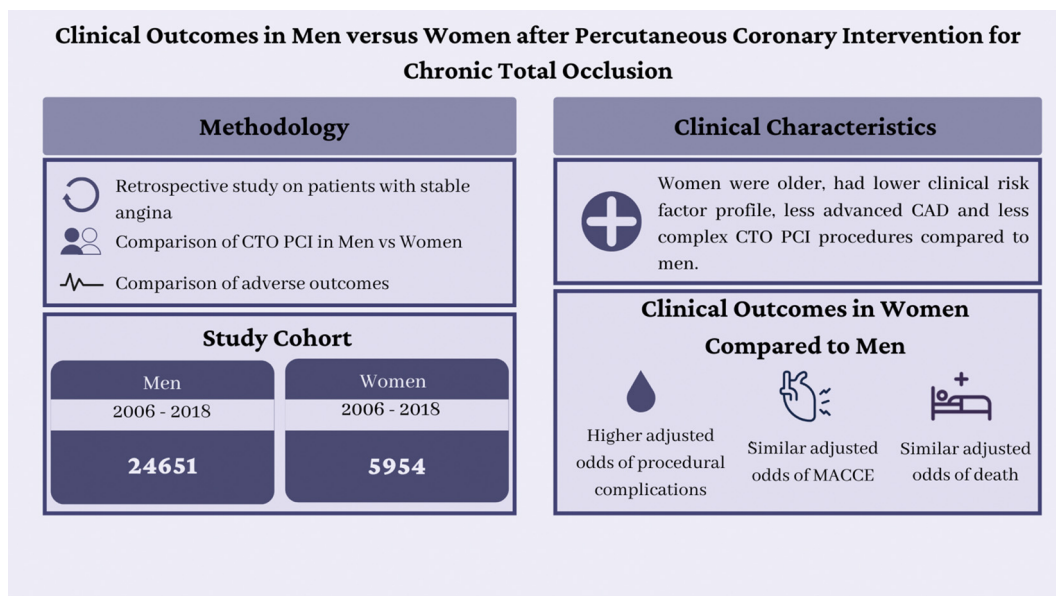 Clinical Outcomes in Men versus Women after Percutaneous Coronary Intervention for
Chronic Total Occlusion
Methodology
Retrospective study on patients with stable
angina
Comparison of CTO PCI in Men vs Women
Comparison of adverse outcomes
Study Cohort
Men
2006 - 2018
24651
Women
2006 - 2018
5954
Clinical Characteristics
Women were older, had lower clinical risk
factor profile, less advanced CAD and less
complex CTO PCI procedures compared to
men.
Clinical Outcomes in Women
Compared to Men
Higher adjusted
odds of procedural
complications
Similar adjusted
odds of MACCE
Similar adjusted
odds of death